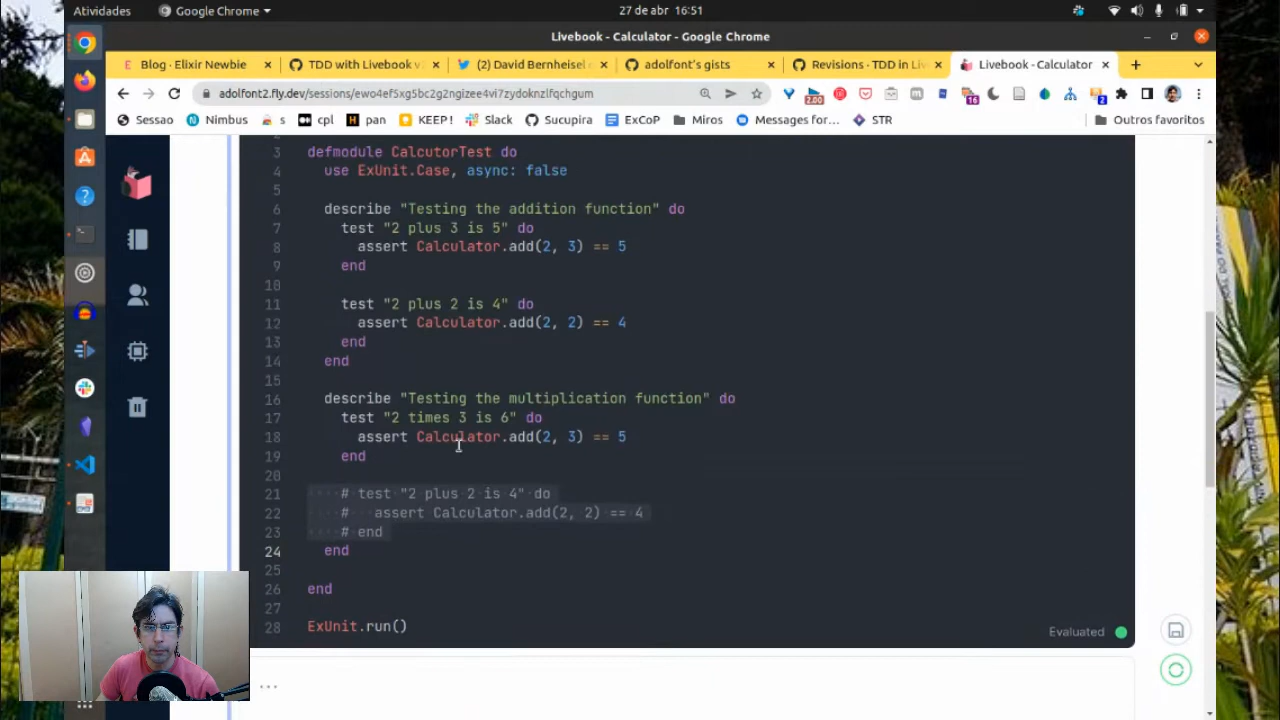 Atividades
Google Chrome
27 de abr 16:51
Livebook - Calculator - Google Chrome
Blog · Elixir Newbie
TDD with Livebook v
(2) David Bernheisel
adolfont's gists
Revisions · TDD in Liv
Livebook - Calculator
adolfont2.fly.dev/sessions/ewo4ef5xg5bc2g2ngizee4vi7zydoknzlfqchgum
2.00
16
2
Sessao
Nimbus
s
cpl
pan
KEEP!
Slack
Sucupira
ExCoP
Miros
Messages for...
STR
Outros favoritos
2
3 defmodule CalcutorTest do
4 use ExUnit.Case, async: false
5
6 describe "Testing the addition function" do
7 test "2 plus 3 is 5" do
8 assert Calculator.add(2, 3) == 5
9 end
10
11 test "2 plus 2 is 4" do
12 assert Calculator.add(2, 2) == 4
13 end
14 end
15
16 describe "Testing the multiplication function" do
17 test "2 times 3 is 6" do
18 assert Calculator.add(2, 3) == 5
19 end
20
21 # test "2 plus 2 is 4" do
22 # assert Calculator.add(2, 2) == 4
23 # end
24 end
25
26 end
27
28 ExUnit.run()
Evaluated